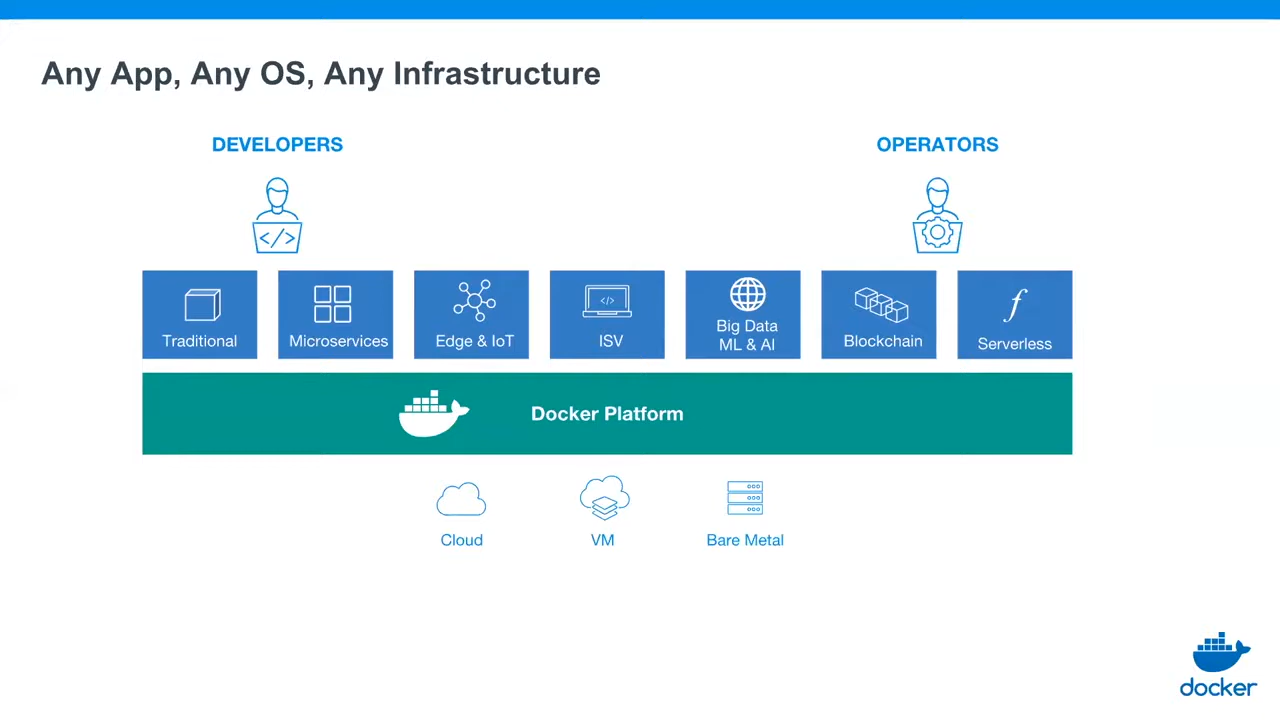 Any App, Any OS, Any Infrastructure
DEVELOPERS
OPERATORS
</>
Traditional
Microservices
Edge & IoT
</>
ISV
Big Data
ML & AI
Blockchain
f
Serverless
Docker Platform
Cloud
VM
Bare Metal
docker